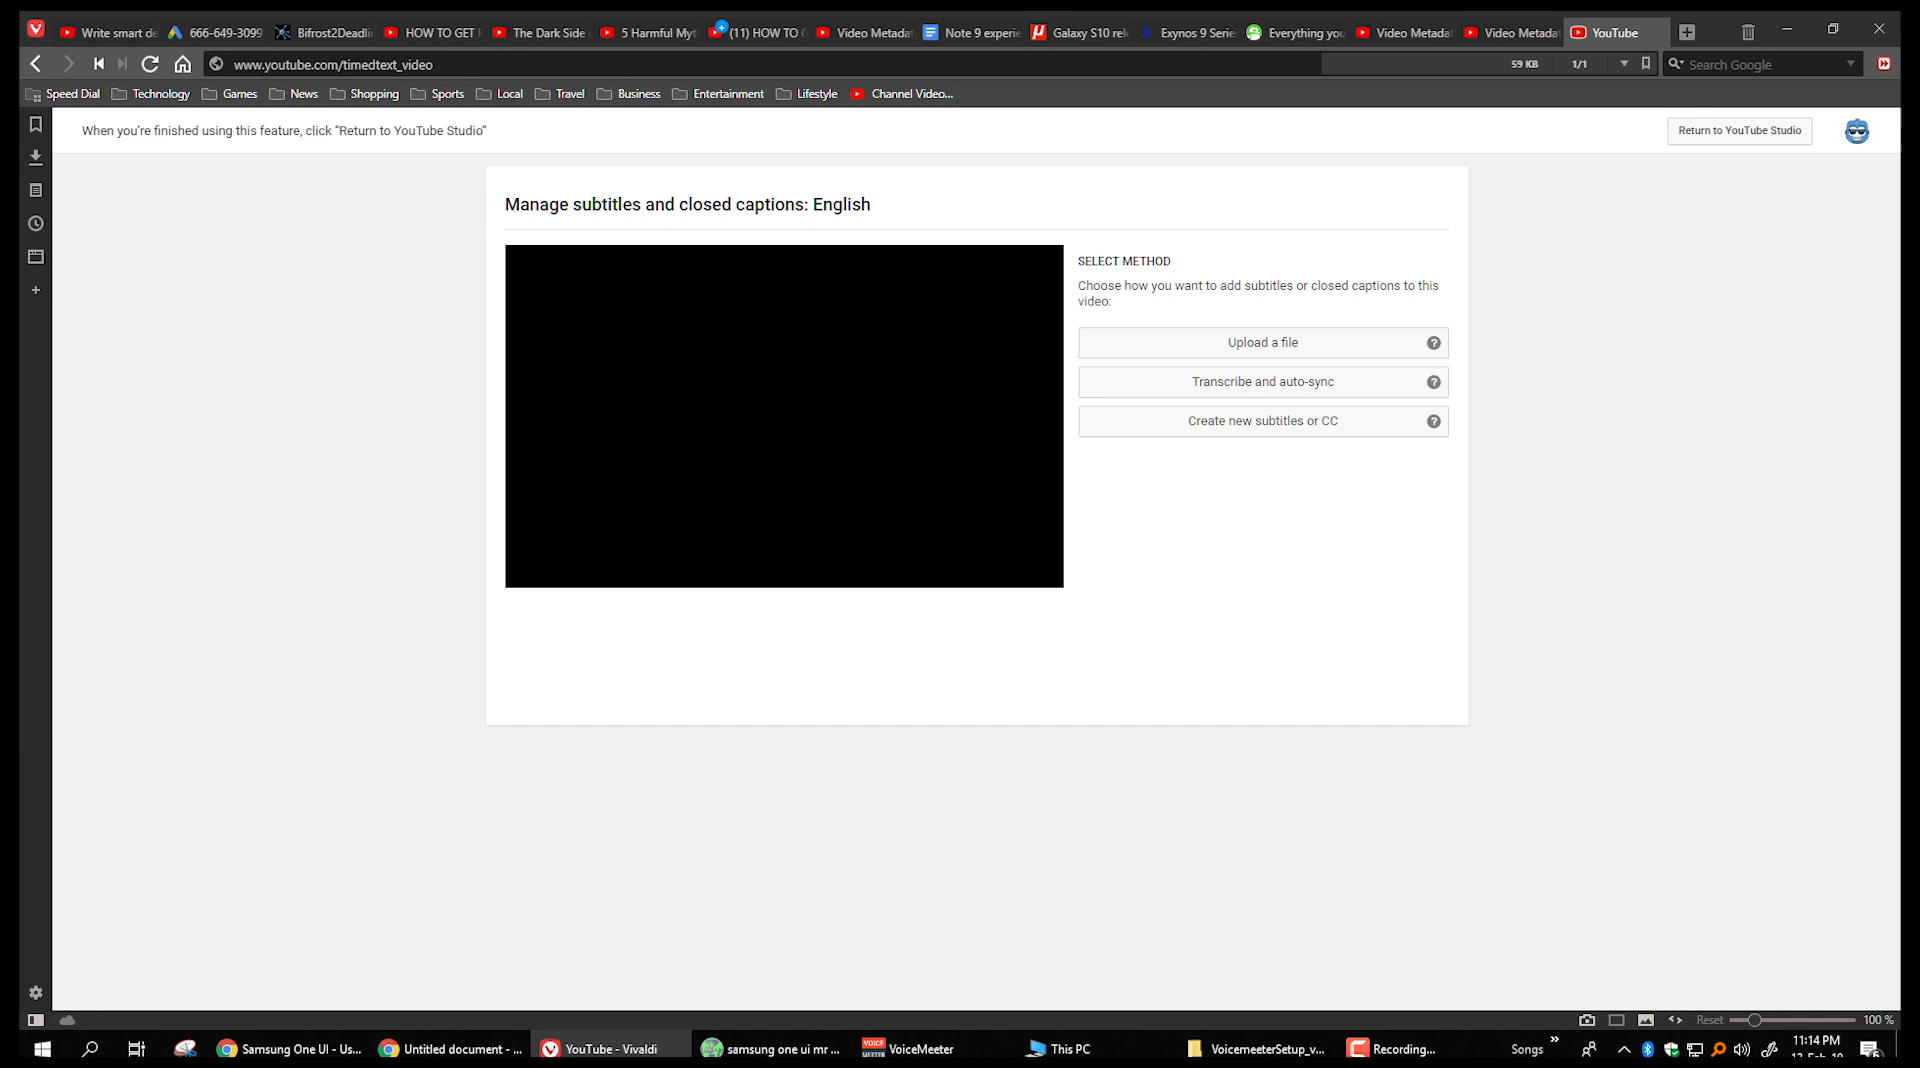 Write smart de
666-649-3099
Bifrost2Deadli
HOW TO GET F
The Dark Side
5 Harmful Myt
(11) HOW TO G
Video Metadat
Note 9 experie
Galaxy S10 rele
Exynos 9 Serie
Everything you
Video Metadat
Video Metadat
YouTube
www.youtube.com/timedtext_video
59 KB
1/1
Search Google
Speed Dial
Technology
Games
News
Shopping
Sports
Local
Travel
Business
Entertainment
Lifestyle
Channel Video...
When you're finished using this feature, click “Return to YouTube Studio”
Return to YouTube Studio
Manage subtitles and closed captions: English
SELECT METHOD
Choose how you want to add subtitles or closed captions to this
video:
Upload a file
Transcribe and auto-sync
Create new subtitles or CC
Reset
100 %
Samsung One UI - Us...
Untitled document - ...
YouTube - Vivaldi
samsung one ui mr ...
VOICE
MEETER
VoiceMeeter
This PC
VoicemeeterSetup_v...
Recording...
Songs
11:14 PM